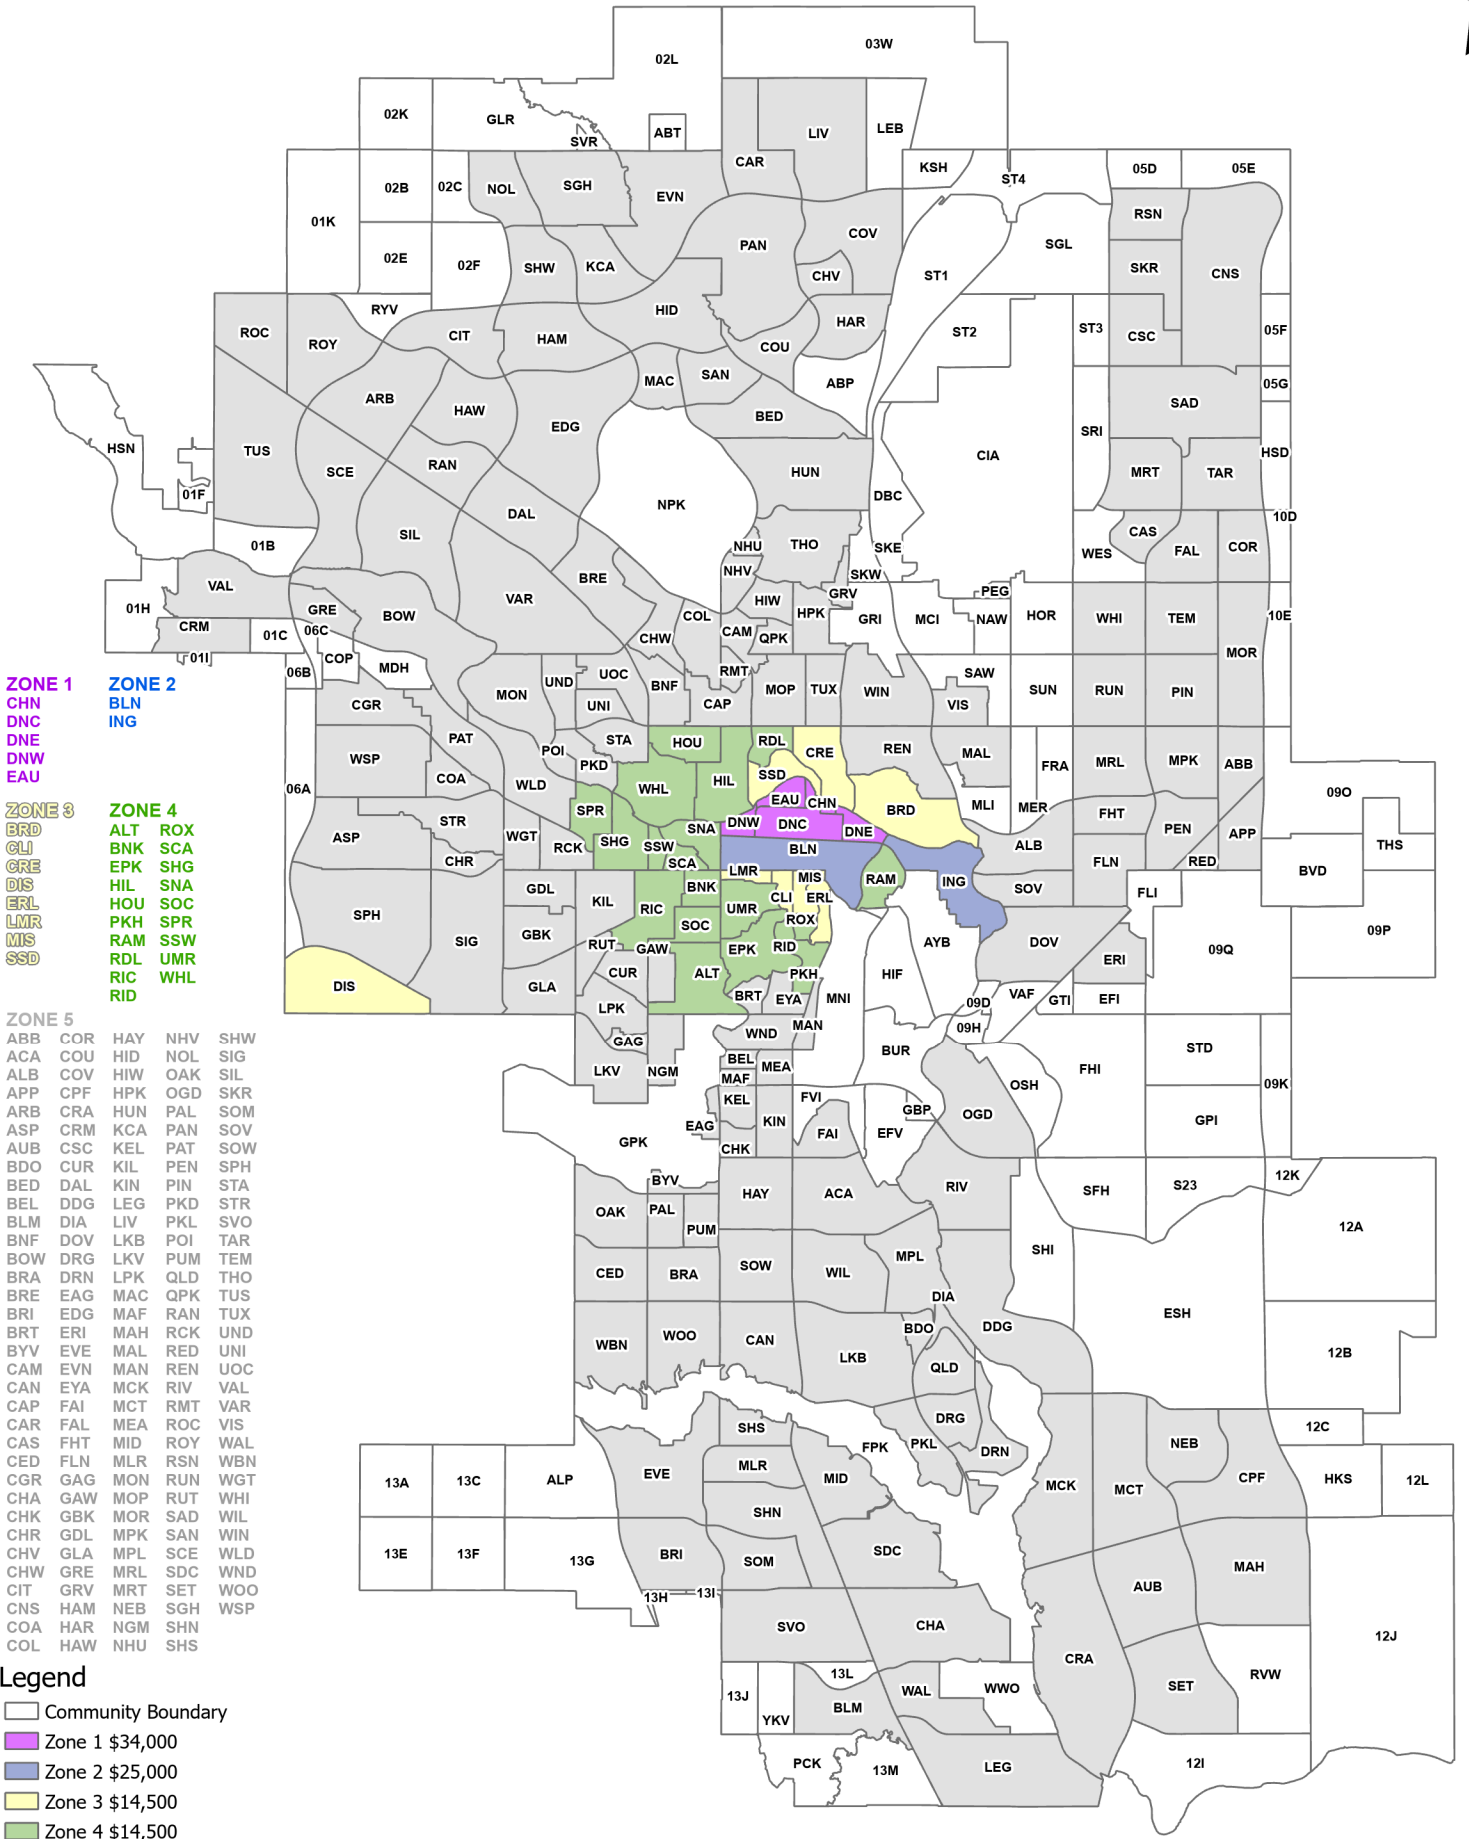 02L
03W
02K
GLR
SVR
ABT
CAR
LIV
LEB
KSH
ST4
05D
05E
02B
02C
NOL
SGH
EVN
RSN
01K
02E
02F
SHW
KCA
PAN
COV
CHV
ST1
SGL
SKR
CNS
RYV
HID
ROC
ROY
CIT
HAM
COU
HAR
ST2
ST3
CSC
05F
MAC
SAN
ABP
05G
ARB
HAW
EDG
BED
SAD
HSN
TUS
SCE
RAN
HUN
CIA
SRI
MRT
TAR
HSD
01F
NPK
DBC
DAL
10D
01B
SIL
NHU
THO
SKE
WES
CAS
FAL
COR
VAL
BRE
NHV
SKW
01H
GRE
BOW
VAR
HIW
GRV
PEG
CRM
01C
06C
COL
CHW
CAM
QPK
HPK
GRI
MCI
NAW
HOR
WHI
TEM
10E
01I
COP
MDH
MOR
06B
UND
UOC
RMT
SAW
CGR
MON
UNI
BNF
CAP
MOP
TUX
WIN
VIS
SUN
RUN
PIN
ZONE 1 ZONE 2
CHN BLN
DNC ING
DNE
DNW
EAU
WSP
PAT
POI
STA
HOU
RDL
CRE
REN
MAL
FRA
MRL
MPK
ABB
06A
COA
WLD
PKD
WHL
HIL
SSD
09O
SPR
EAU
CHN
BRD
MLI
MER
FHT
ASP
STR
WGT
RCK
SHG
SSW
SNA
DNW
DNC
DNE
ALB
PEN
APP
THS
CHR
SCA
BLN
FLN
RED
BVD
SPH
SIG
GDL
KIL
RIC
BNK
LMR
MIS
RAM
ING
SOV
FLI
CLI
ERL
GBK
SOC
UMR
ROX
RUT
GAW
EPK
RID
AYB
DOV
ERI
09Q
09P
DIS
GLA
CUR
ALT
PKH
HIF
LPK
BRT
EYA
MNI
09D
VAF
GTI
EFI
GAG
WND
MAN
09H
BUR
STD
LKV
NGM
BEL
MEA
MAF
OSH
FHI
09K
KEL
FVI
EAG
KIN
FAI
EFV
GBP
OGD
GPI
GPK
CHK
BYV
HAY
ACA
RIV
SFH
S23
12K
OAK
PAL
PUM
SHI
12A
CED
BRA
SOW
WIL
MPL
DIA
ESH
WBN
WOO
CAN
LKB
BDO
DDG
12B
QLD
SHS
PKL
DRG
FPK
DRN
NEB
12C
13A
13C
ALP
EVE
MLR
MID
MCK
MCT
CPF
HKS
12L
SHN
13E
13F
13G
BRI
SOM
SDC
MAH
13H
13I
AUB
SVO
CHA
12J
13L
CRA
13J
YKV
BLM
WAL
WWO
SET
RVW
PCK
13M
LEG
12I
ZONE 3 ZONE 4
BRD ALT ROX
CLI BNK SCA
CRE EPK SHG
DIS HIL SNA
ERL HOU SOC
LMR PKH SPR
MIS RAM SSW
SSD RDL UMR
RIC WHL
RID
ZONE 5
ABB COR HAY NHV SHW
ACA COU HID NOL SIG
ALB COV HIW OAK SIL
APP CPF HPK OGD SKR
ARB CRA HUN PAL SOM
ASP CRM KCA PAN SOV
AUB CSC KEL PAT SOW
BDO CUR KIL PEN SPH
BED DAL KIN PIN STA
BEL DDG LEG PKD STR
BLM DIA LIV PKL SVO
BNF DOV LKB POI TAR
BOW DRG LKV PUM TEM
BRA DRN LPK QLD THO
BRE EAG MAC QPK TUS
BRI EDG MAF RAN TUX
BRT ERI MAH RCK UND
BYV EVE MAL RED UNI
CAM EVN MAN REN UOC
CAN EYA MCK RIV VAL
CAP FAI MCT RMT VAR
CAR FAL MEA ROC VIS
CAS FHT MID ROY WAL
CED FLN MLR RSN WBN
CGR GAG MON RUN WGT
CHA GAW MOP RUT WHI
CHK GBK MOR SAD WIL
CHR GDL MPK SAN WIN
CHV GLA MPL SCE WLD
CHW GRE MRL SDC WND
CIT GRV MRT SET WOO
CNS HAM NEB SGH WSP
COA HAR NGM SHN
COL HAW NHU SHS
Legend
Community Boundary
Zone 1 $34,000
Zone 2 $25,000
Zone 3 $14,500
Zone 4 $14,500